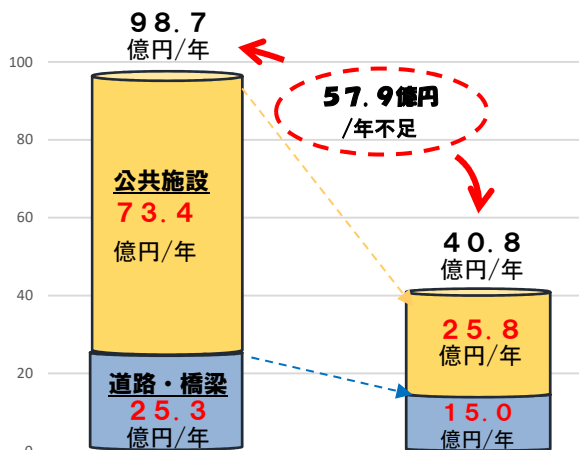 98.7
億円/年
57.9億円
/年不足
100
80
60
40
20
0
公共施設
73.4
億円/年
道路・橋梁
25.3
億円/年
40.8
億円/年
25.8
億円/年
15.0
億円/年